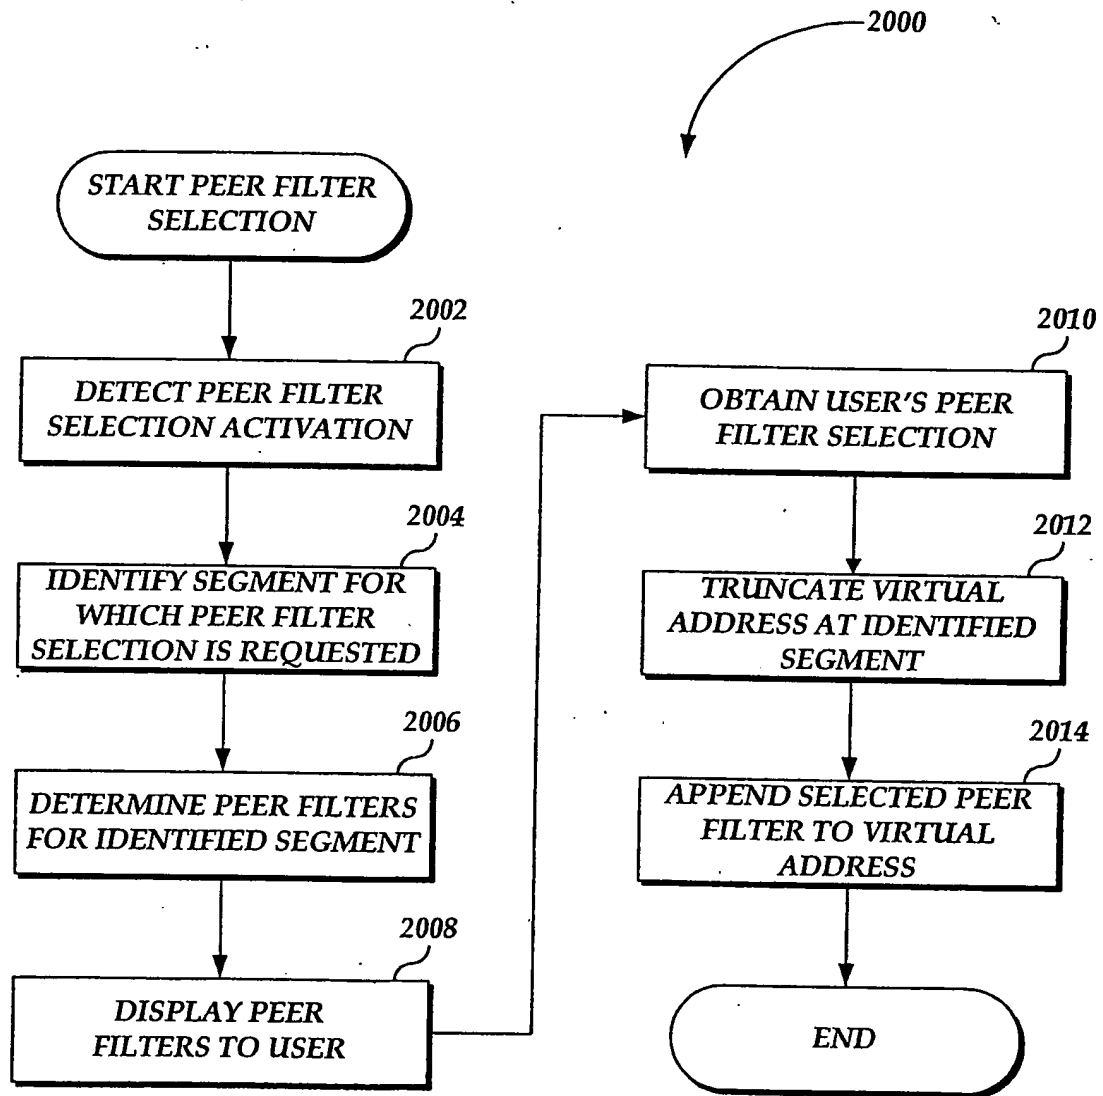 2000
START PEER FILTER
SELECTION
2002
DETECT PEER FILTER
SELECTION ACTIVATION
2004
IDENTIFY SEGMENT FOR
WHICH PEER FILTER
SELECTION IS REQUESTED
2006
DETERMINE PEER FILTERS
FOR IDENTIFIED SEGMENT
2008
DISPLAY PEER
FILTERS TO USER
2010
OBTAIN USER'S PEER
FILTER SELECTION
2012
TRUNCATE VIRTUAL
ADDRESS AT IDENTIFIED
SEGMENT
2014
APPEND SELECTED PEER
FILTER TO VIRTUAL
ADDRESS
END